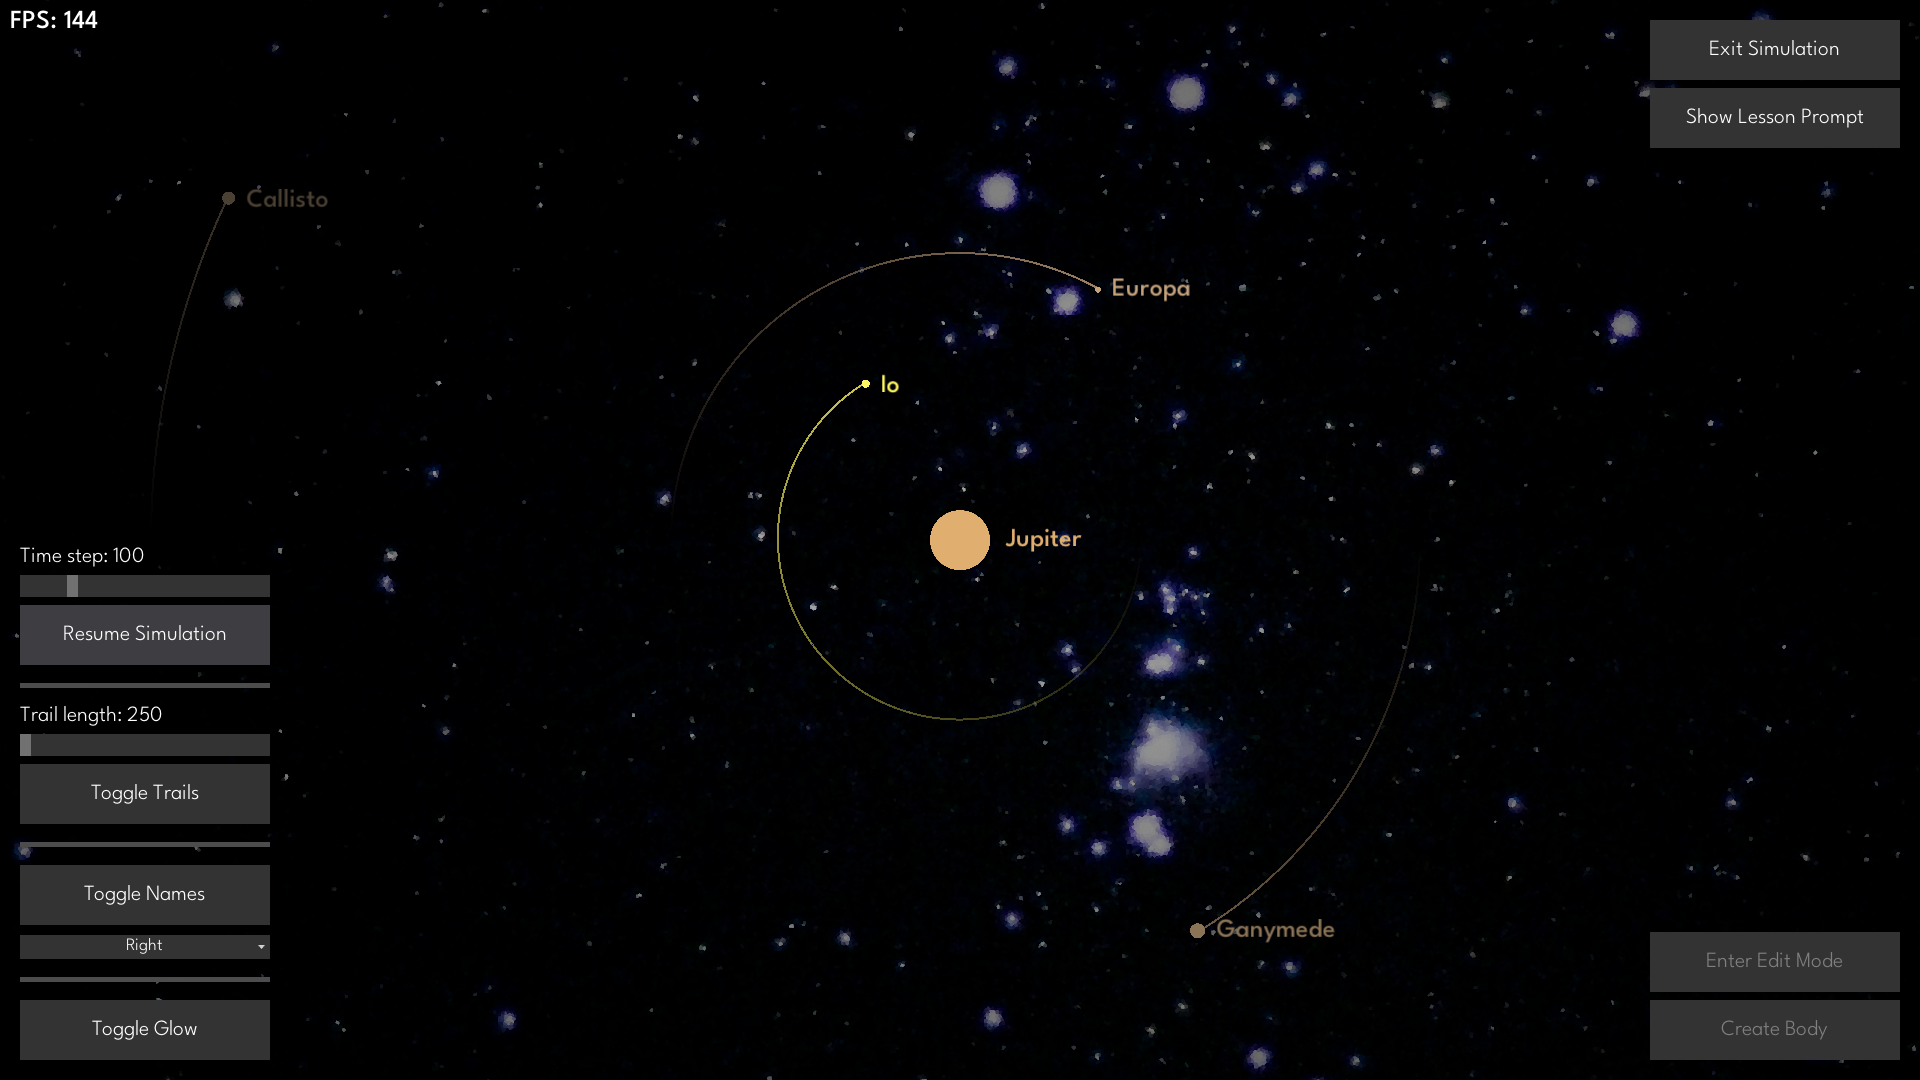 FPS: 144
Exit Simulation
Show Lesson Prompt
Callisto
Europa
Io
Jupiter
Time step: 100
Resume Simulation
Trail length: 250
Toggle Trails
Toggle Names
Right
Ganymede
Enter Edit Mode
Toggle Glow
Create Body